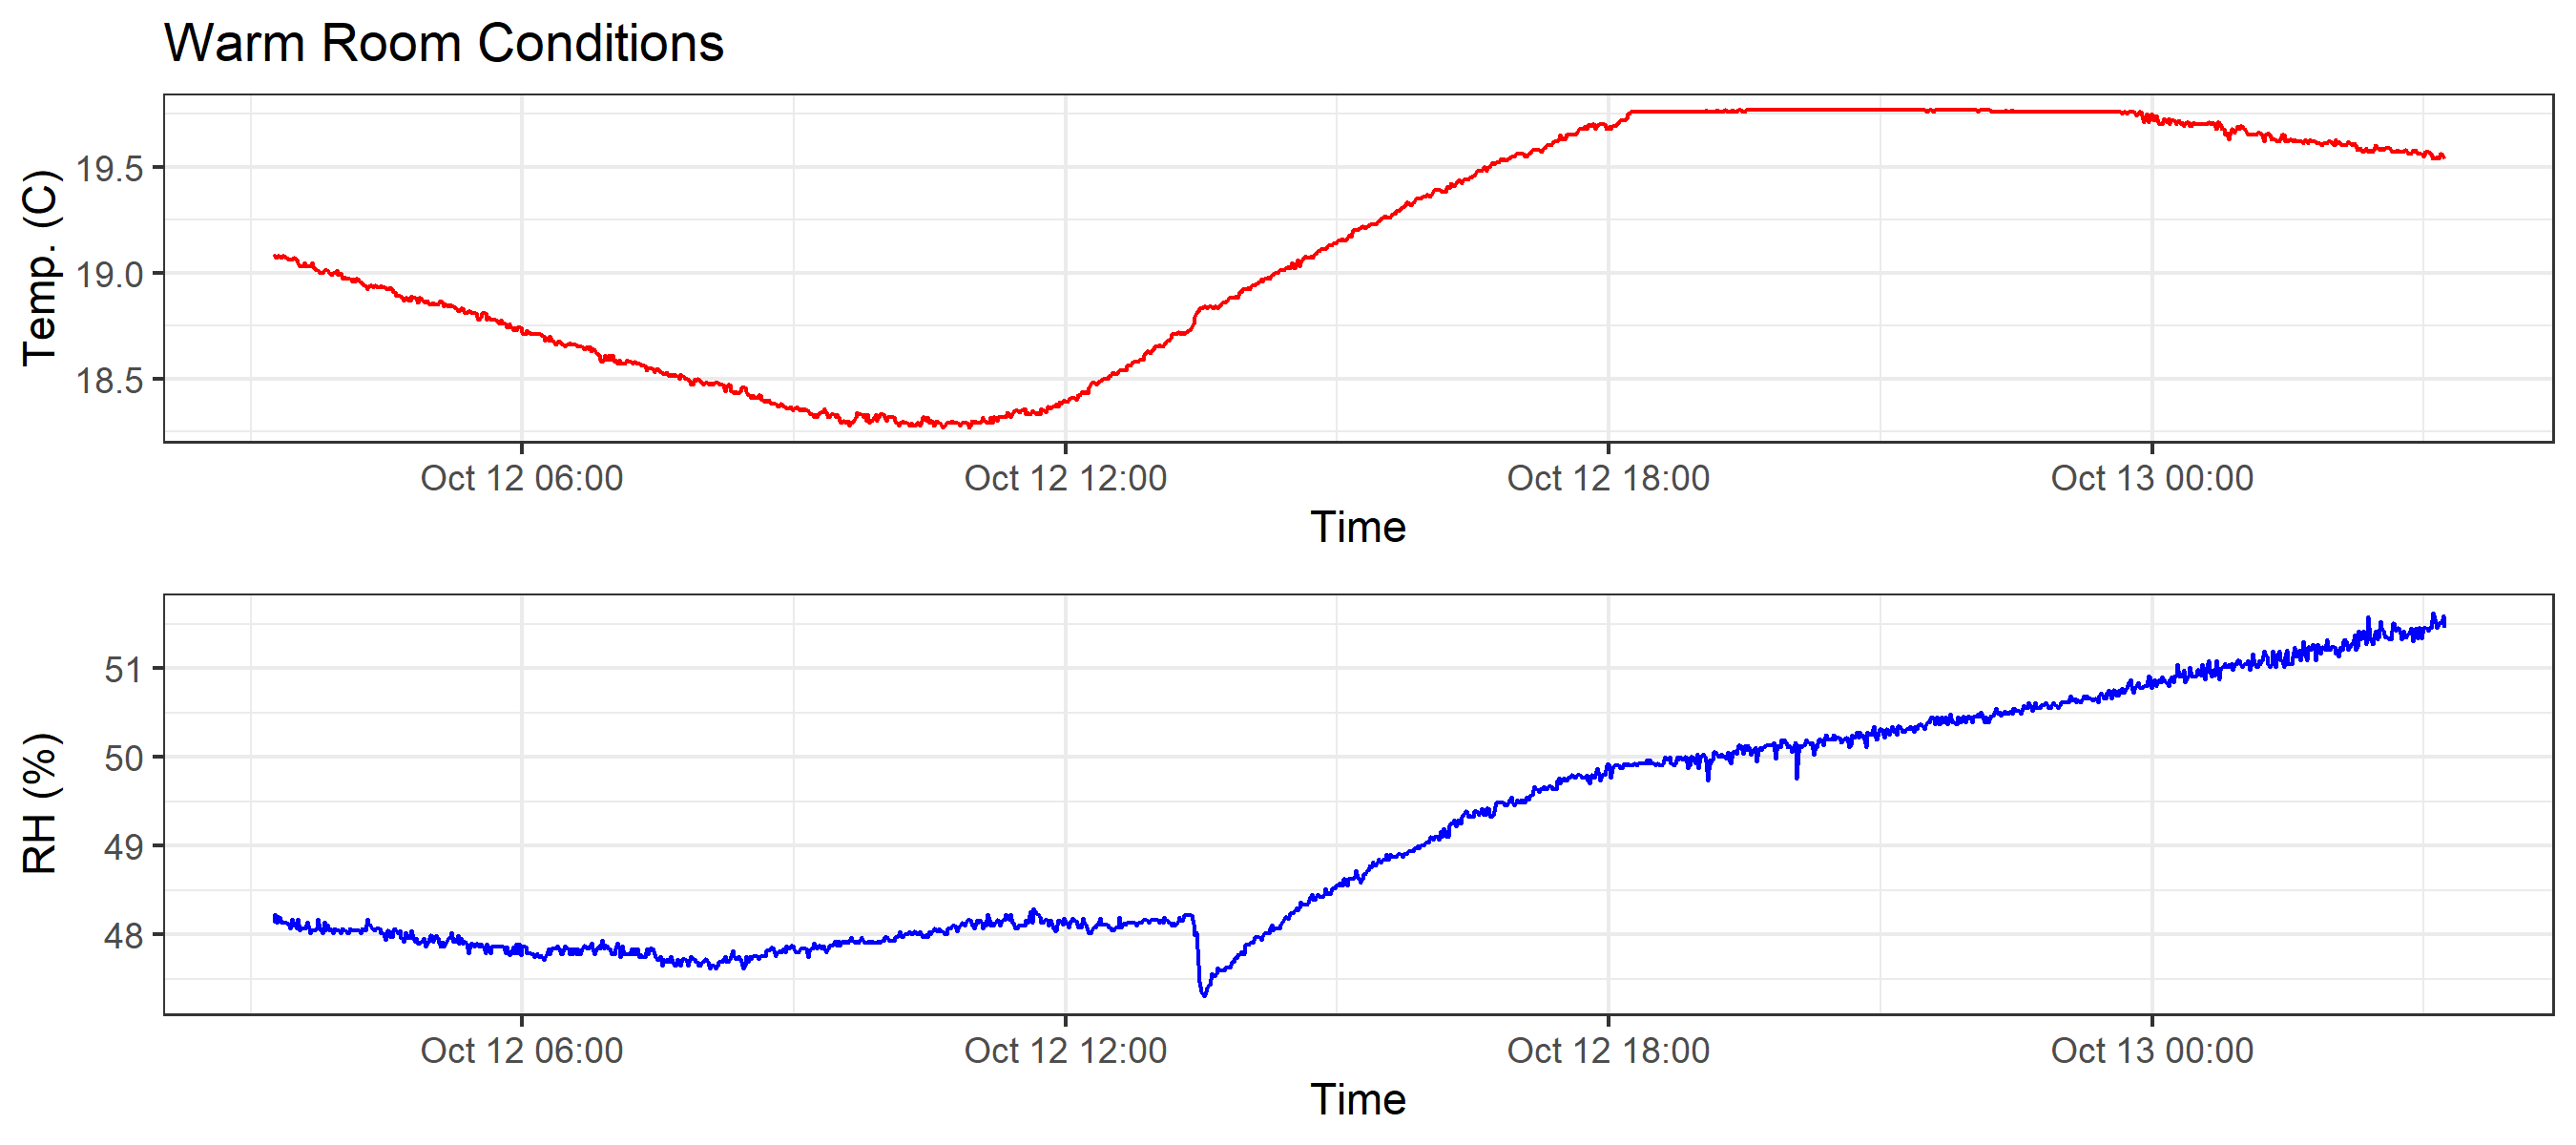 Warm Room Conditions
Temp. (C)
19.5
19.0
18.5
Oct 12 06:00 Oct 12 12:00 Oct 12 18:00 Oct 13 00:00
Time
RH (%)
51
50
49
48
Oct 12 06:00 Oct 12 12:00 Oct 12 18:00 Oct 13 00:00
Time